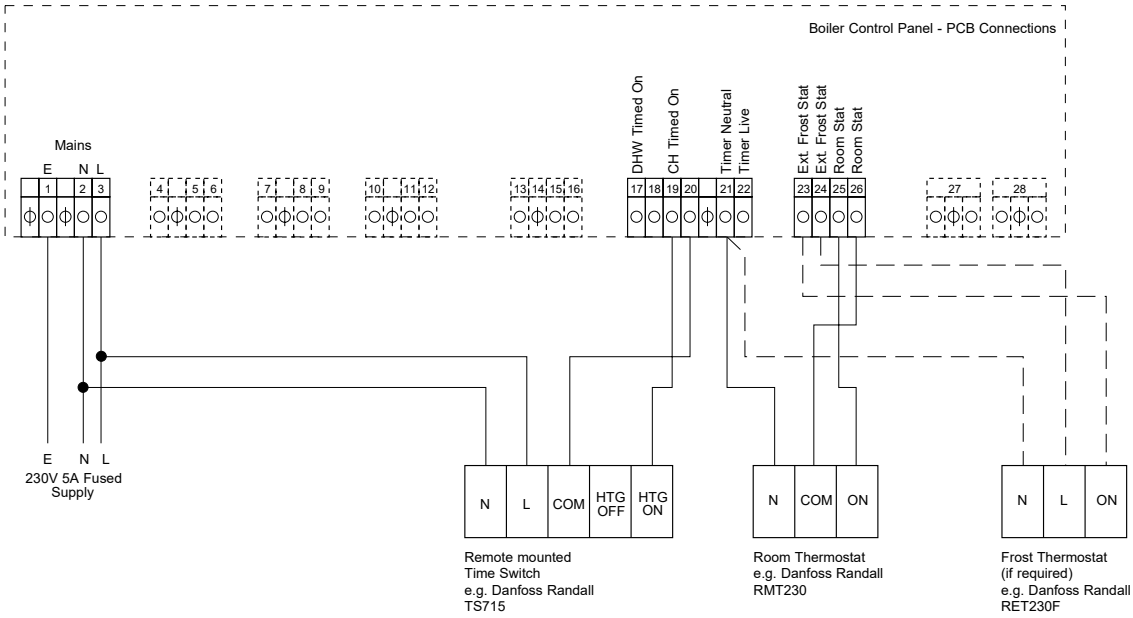 Boiler Control Panel - PCB Connections
Mains
E N L
DHW Timed On
CH Timed On
Timer Neutral
Timer Live
Ext. Frost Stat
Ext. Frost Stat
Room Stat
Room Stat
1 2 3 4 5 6 7 8 9 10 11 12 13 14 15 16 17 18 19 20 21 22 23 24 25 26 27 28
E N L
230V 5A Fused
Supply
N L COM HTG OFF HTG ON
Remote mounted
Time Switch
e.g. Danfoss Randall
TS715
N COM ON
Room Thermostat
e.g. Danfoss Randall
RMT230
N L ON
Frost Thermostat
(if required)
e.g. Danfoss Randall
RET230F